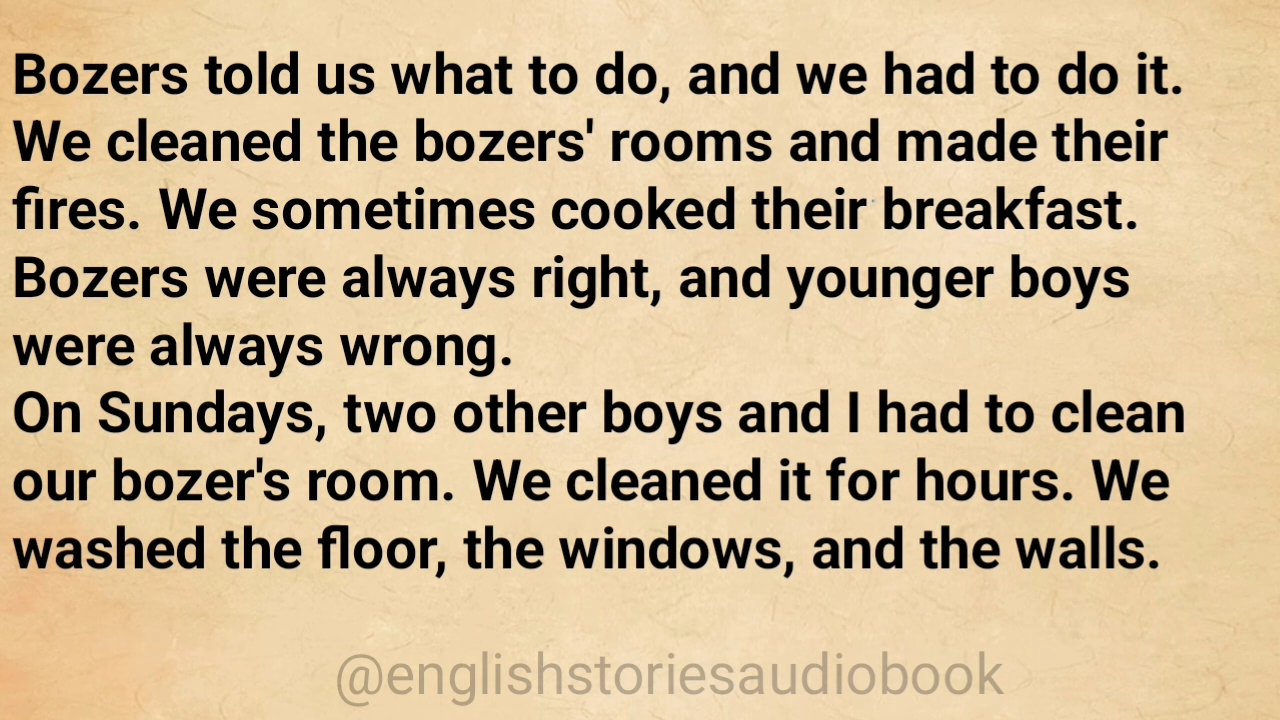 Bozers told us what to do, and we had to do it.
We cleaned the bozers' rooms and made their
fires. We sometimes cooked their breakfast.
Bozers were always right, and younger boys
were always wrong.
On Sundays, two other boys and I had to clean
our bozer's room. We cleaned it for hours. We
washed the floor, the windows, and the walls.
@englishstoriesaudiobook